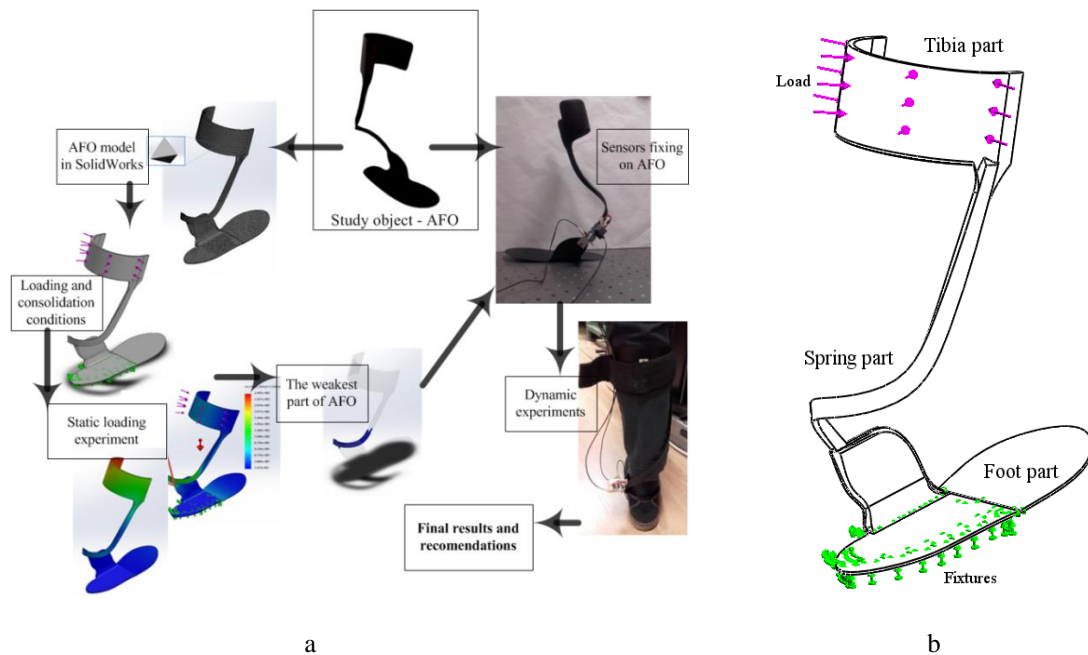 Study object - AFO
AFO model
in SolidWorks
Loading and
consolidation
conditions
Static loading
experiment
The weakest
part of AFO
Sensors fixing
on AFO
Dynamic
experiments
Final results and
recomendations
a
Tibia part
Load
Spring part
Foot part
Fixtures
b